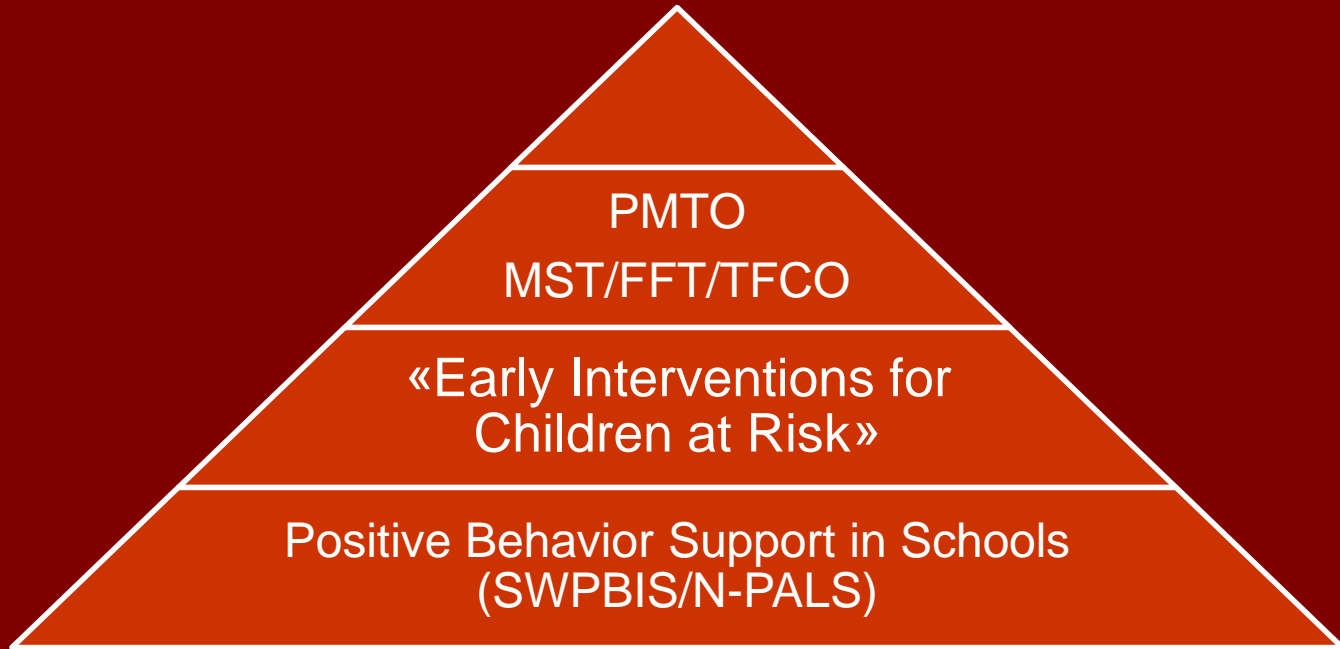 PMTO
MST/FFT/TFCO
«Early Interventions for
Children at Risk»
Positive Behavior Support in Schools
(SWPBIS/N-PALS)